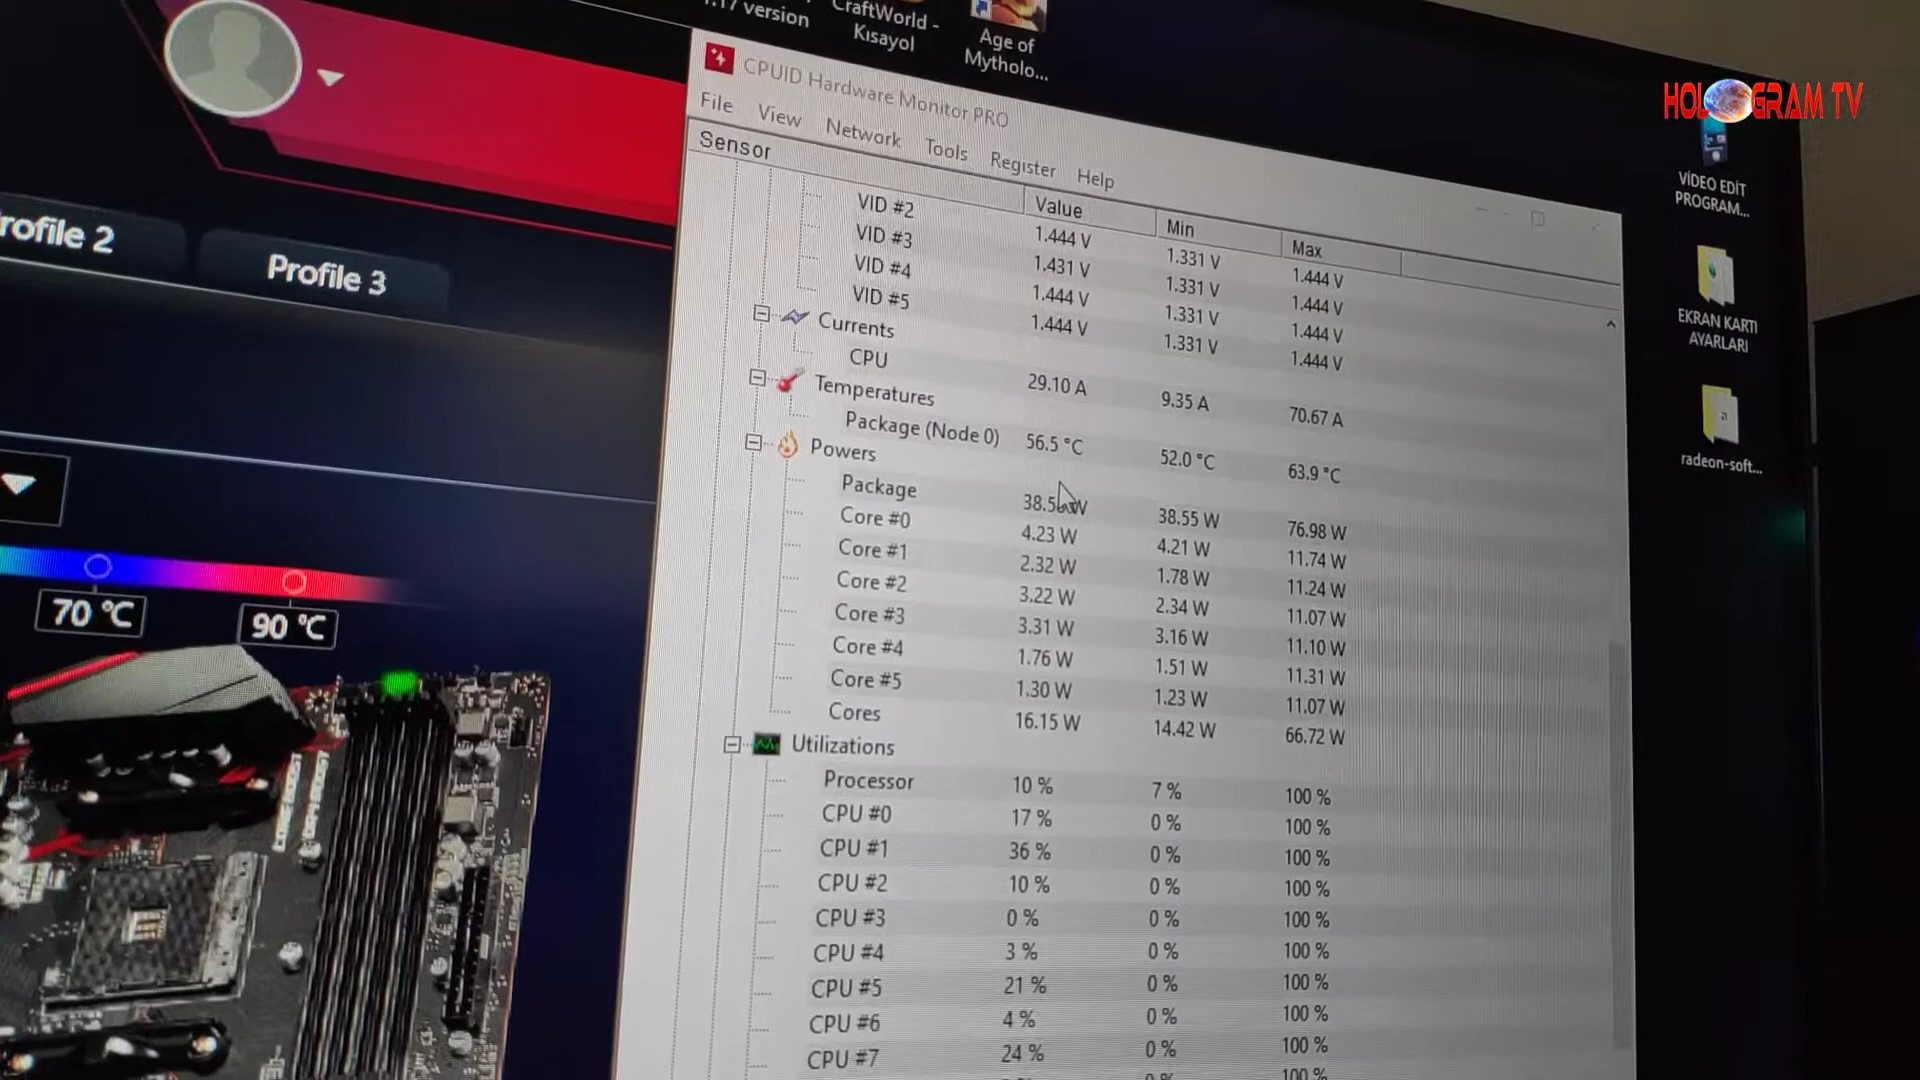 1.17 version
CraftWorld -
Kısayol
Age of
Mytholo...
HOLOGRAM TV
VİDEO EDİT
PROGRAM...
EKRAN KARTI
AYARLARI
radeon-soft...
Profile 3
70 °C
90 °C
CPUID Hardware Monitor PRO
File View Network Tools Register Help
Sensor Value Min Max
VID #2 1.444 V 1.331 V 1.444 V
VID #3 1.431 V 1.331 V 1.444 V
VID #4 1.444 V 1.331 V 1.444 V
VID #5 1.444 V 1.331 V 1.444 V
Currents
CPU 29.10 A 9.35 A 70.67 A
Temperatures
Package (Node 0) 56.5 °C 52.0 °C 63.9 °C
Powers
Package 38.5 W 38.55 W 76.98 W
Core #0 4.23 W 4.21 W 11.74 W
Core #1 2.32 W 1.78 W 11.24 W
Core #2 3.22 W 2.34 W 11.07 W
Core #3 3.31 W 3.16 W 11.10 W
Core #4 1.76 W 1.51 W 11.31 W
Core #5 1.30 W 1.23 W 11.07 W
Cores 16.15 W 14.42 W 66.72 W
Utilizations
Processor 10 % 7 % 100 %
CPU #0 17 % 0 % 100 %
CPU #1 36 % 0 % 100 %
CPU #2 10 % 0 % 100 %
CPU #3 0 % 0 % 100 %
CPU #4 3 % 0 % 100 %
CPU #5 21 % 0 % 100 %
CPU #6 4 % 0 % 100 %
CPU #7 24 % 0 % 100 %
0 % 100 %